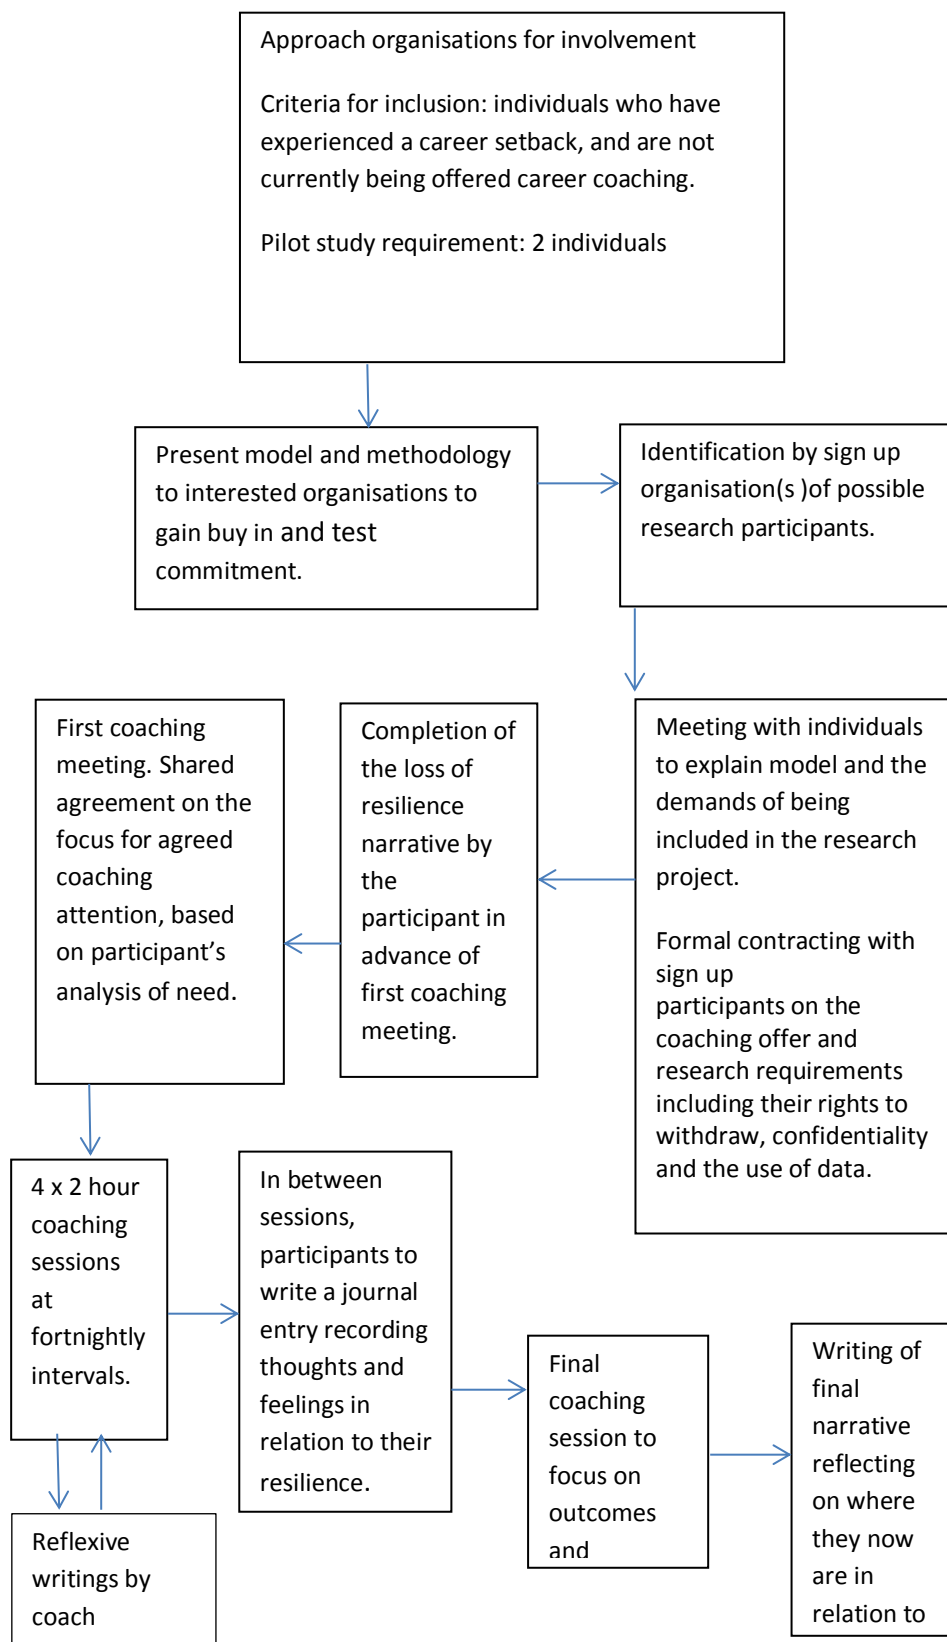 Approach organisations for involvement
Criteria for inclusion: individuals who have
experienced a career setback, and are not
currently being offered career coaching.
Pilot study requirement: 2 individuals
Present model and methodology
to interested organisations to
gain buy in and test
commitment.
Identification by sign up
organisation(s )of possible
research participants.
Meeting with individuals
to explain model and the
demands of being
included in the research
project.
Formal contracting with
sign up
participants on the
coaching offer and
research requirements
including their rights to
withdraw, confidentiality
and the use of data.
Completion of
the loss of
resilience
narrative by
the
participant in
advance of
first coaching
meeting.
First coaching
meeting. Shared
agreement on the
focus for agreed
coaching
attention, based
on participant’s
analysis of need.
4 x 2 hour
coaching
sessions
at
fortnightly
intervals.
Reflexive
writings by
coach
In between
sessions,
participants to
write a journal
entry recording
thoughts and
feelings in
relation to their
resilience.
Final
coaching
session to
focus on
outcomes
and
Writing of
final
narrative
reflecting
on where
they now
are in
relation to